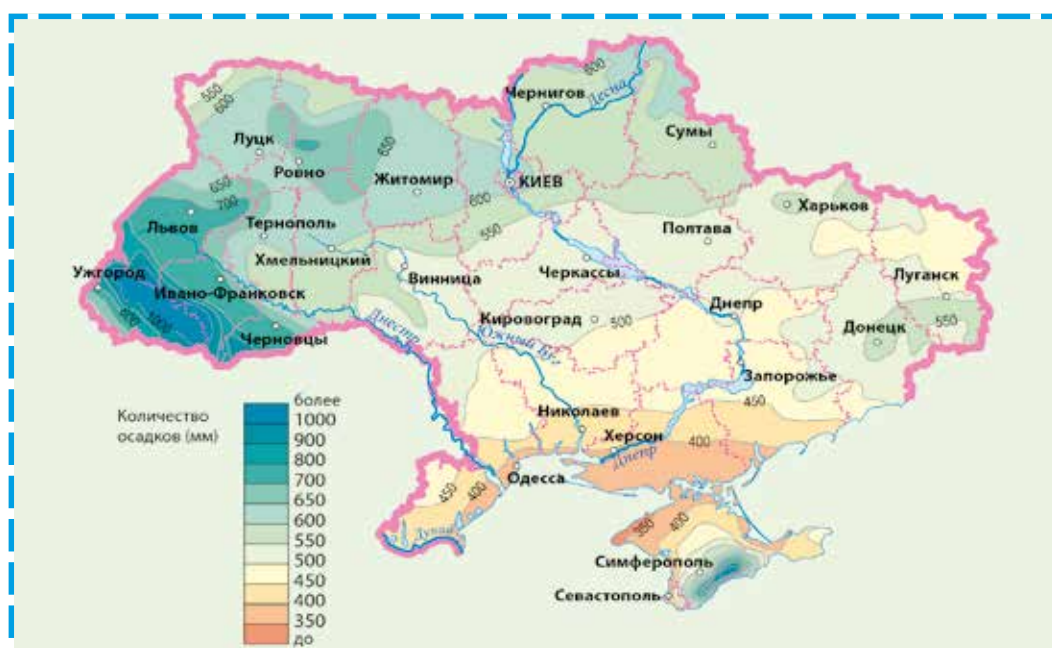 600
Чернигов
Десна
550
600
Сумы
Луцк
650
Ровно
Житомир
КИЕВ
650
700
600
Харьков
Львов
Тернополь
550
Полтава
Хмельницкий
Ужгород
Винница
Черкассы
Луганск
Ивано-Франковск
Днепр
800
1000
Кировоград
500
Донецк
550
Черновцы
Днестр
Южный Буг
Запорожье
450
Николаев
Херсон
400
Днепр
Одесса
450
400
Дунай
350
400
Симферополь
Севастополь
Количество
осадков (мм)
более
1000
900
800
700
650
600
550
500
450
400
350
до